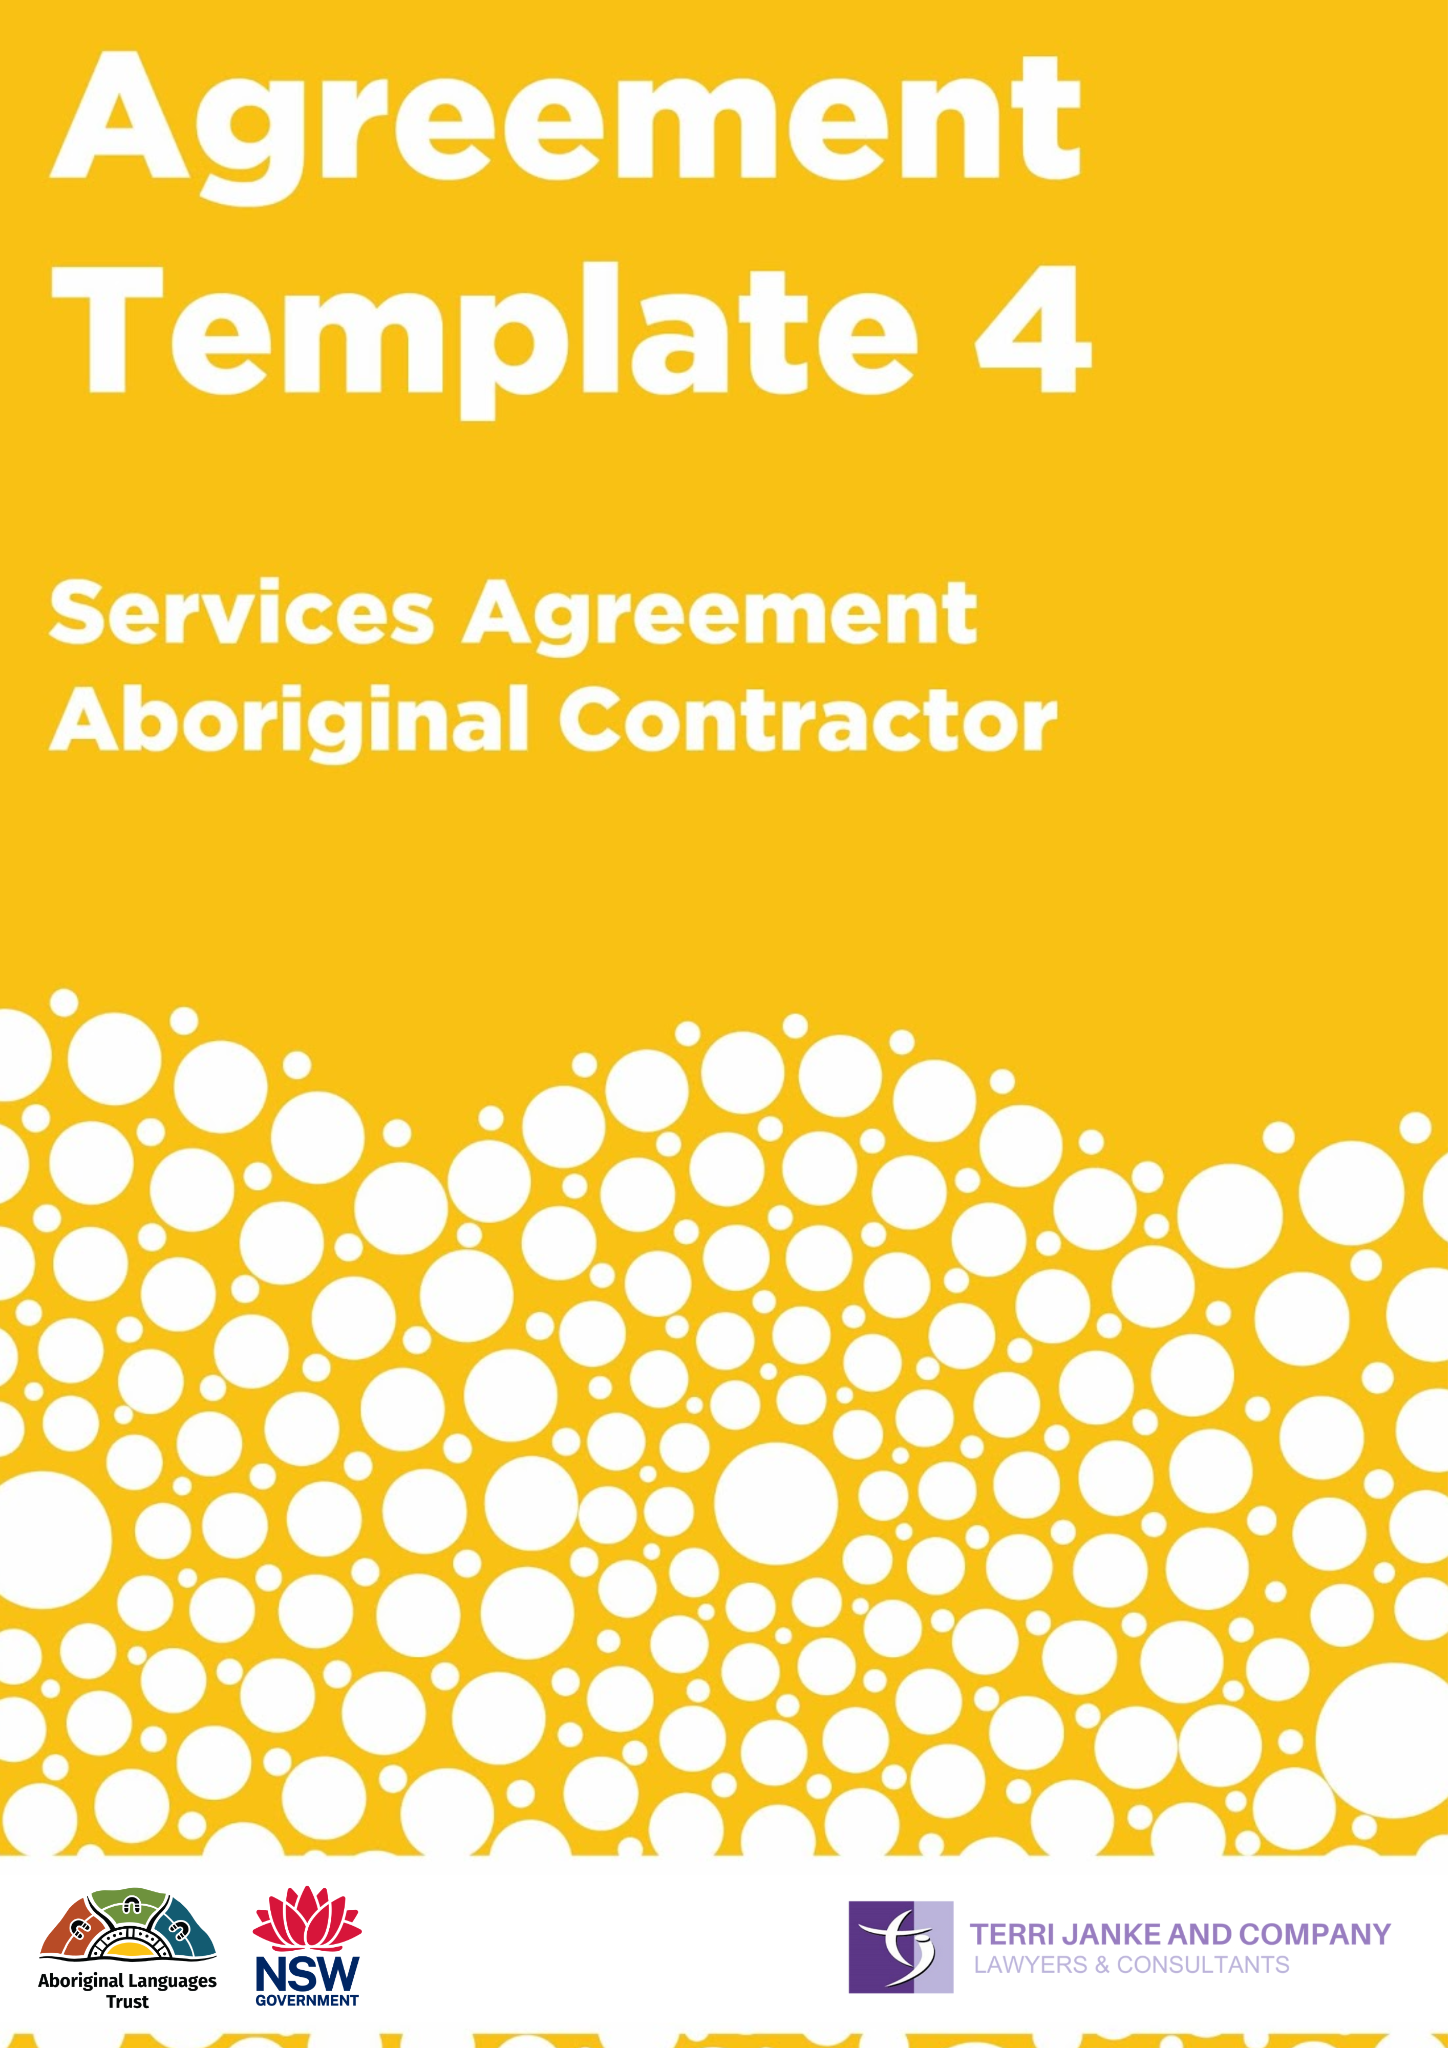 Agreement
Template 4
Services Agreement
Aboriginal Contractor
Aboriginal Languages
Trust
NSW
GOVERNMENT
TERRI JANKE AND COMPANY
LAWYERS & CONSULTANTS